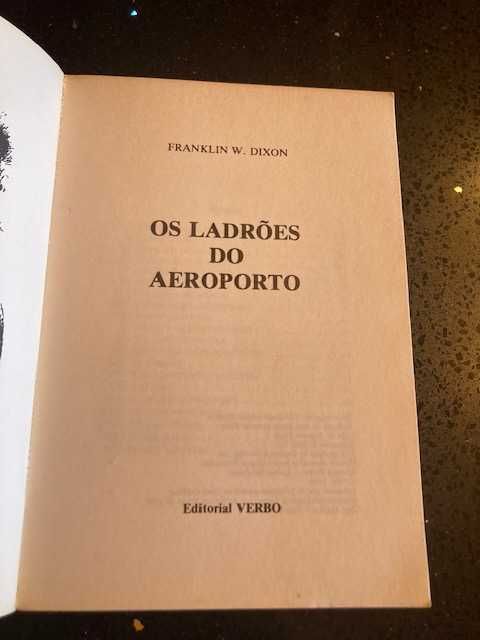 FRANKLIN W. DIXON
OS LADRÕES
DO
AEROPORTO
Editorial VERBO